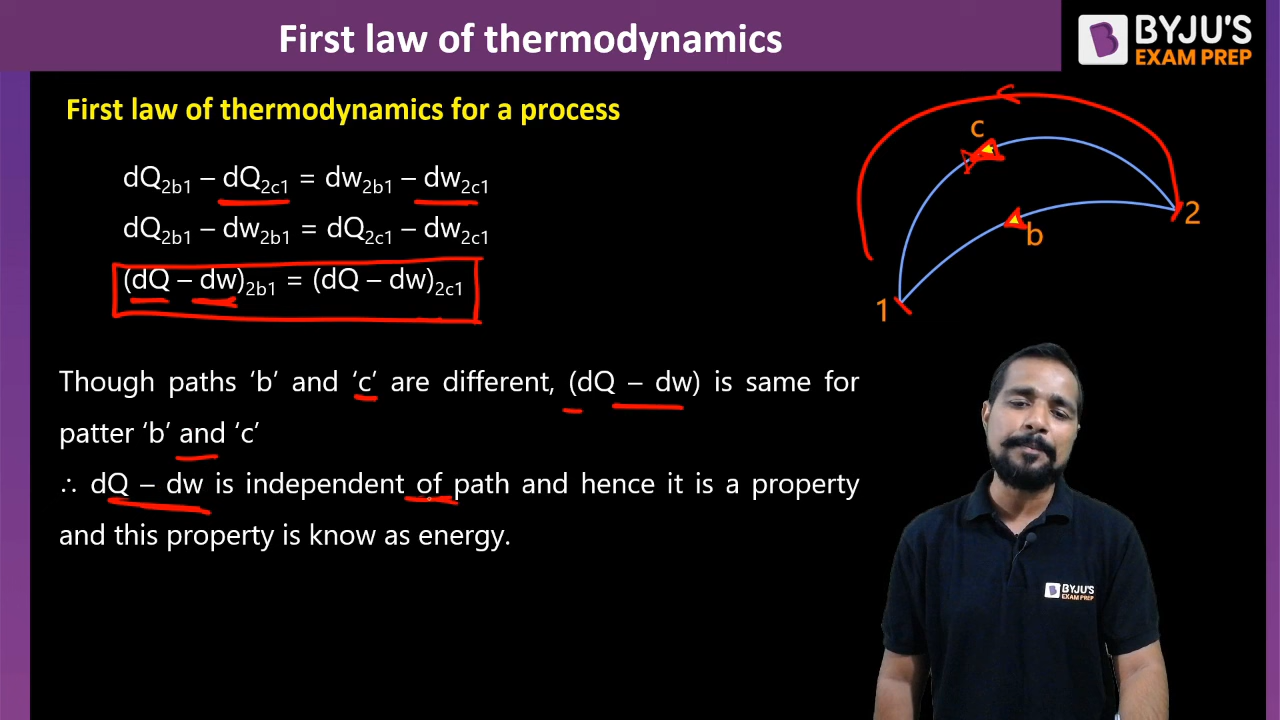 First law of thermodynamics
BYJU'S
EXAM PREP
First law of thermodynamics for a process
dQ₂b₁ – dQ₂c₁ = dw₂b₁ – dw₂c₁
dQ₂b₁ – dw₂b₁ = dQ₂c₁ – dw₂c₁
(dQ – dw)₂b₁ = (dQ – dw)₂c₁
c
b
2
1
Though paths ‘b’ and ‘c’ are different, (dQ – dw) is same for
patter ‘b’ and ‘c’
∴ dQ – dw is independent of path and hence it is a property
and this property is know as energy.
BYJU'S
EXAM PREP